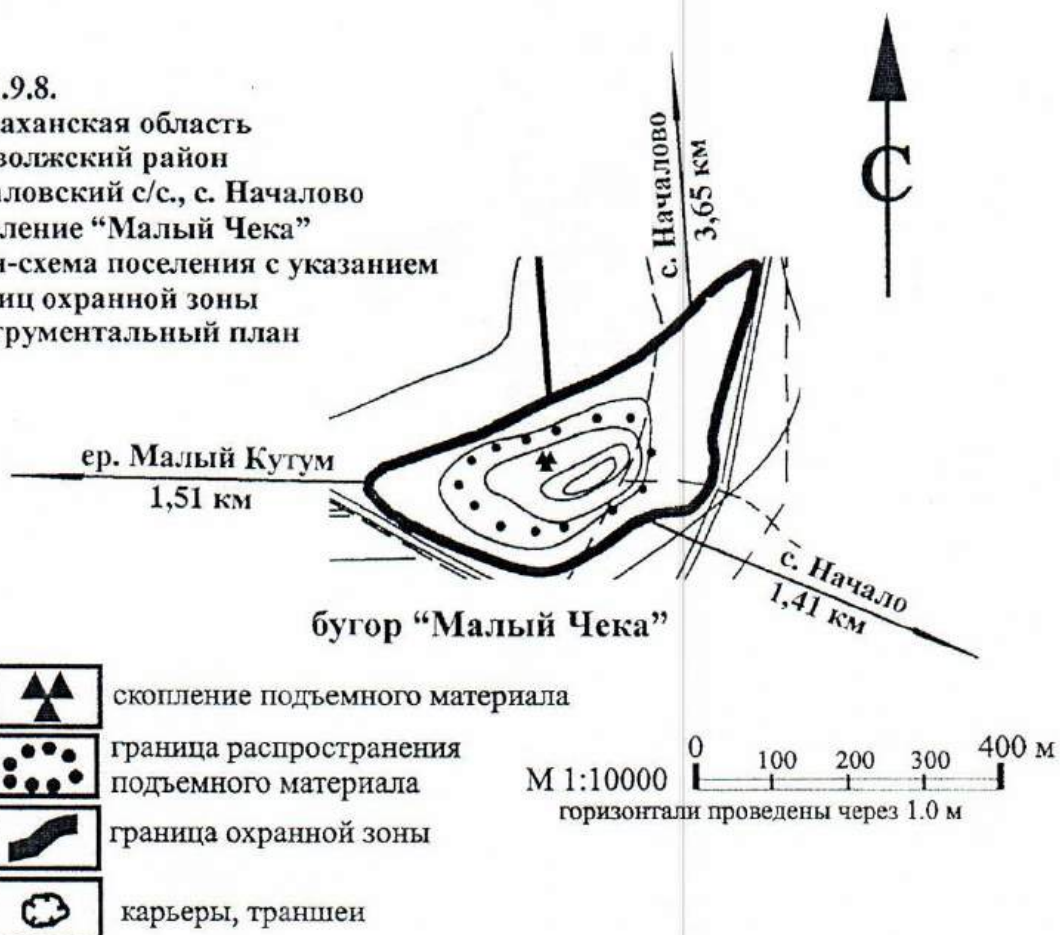 .9.8.
аханская область
волжский район
аловский с/с., с. Началово
ление “Малый Чека”
н-схема поселения с указанием
иц охранной зоны
трументальный план
С
с. Началово
3,65 км
ер. Малый Кутум
1,51 км
с. Начало
1,41 км
бугор “Малый Чека”
скопление подъемного материала
граница распространения
подъемного материала
граница охранной зоны
карьеры, траншеи
М 1:10000
0 100 200 300 400 м
горизонтали проведены через 1.0 м